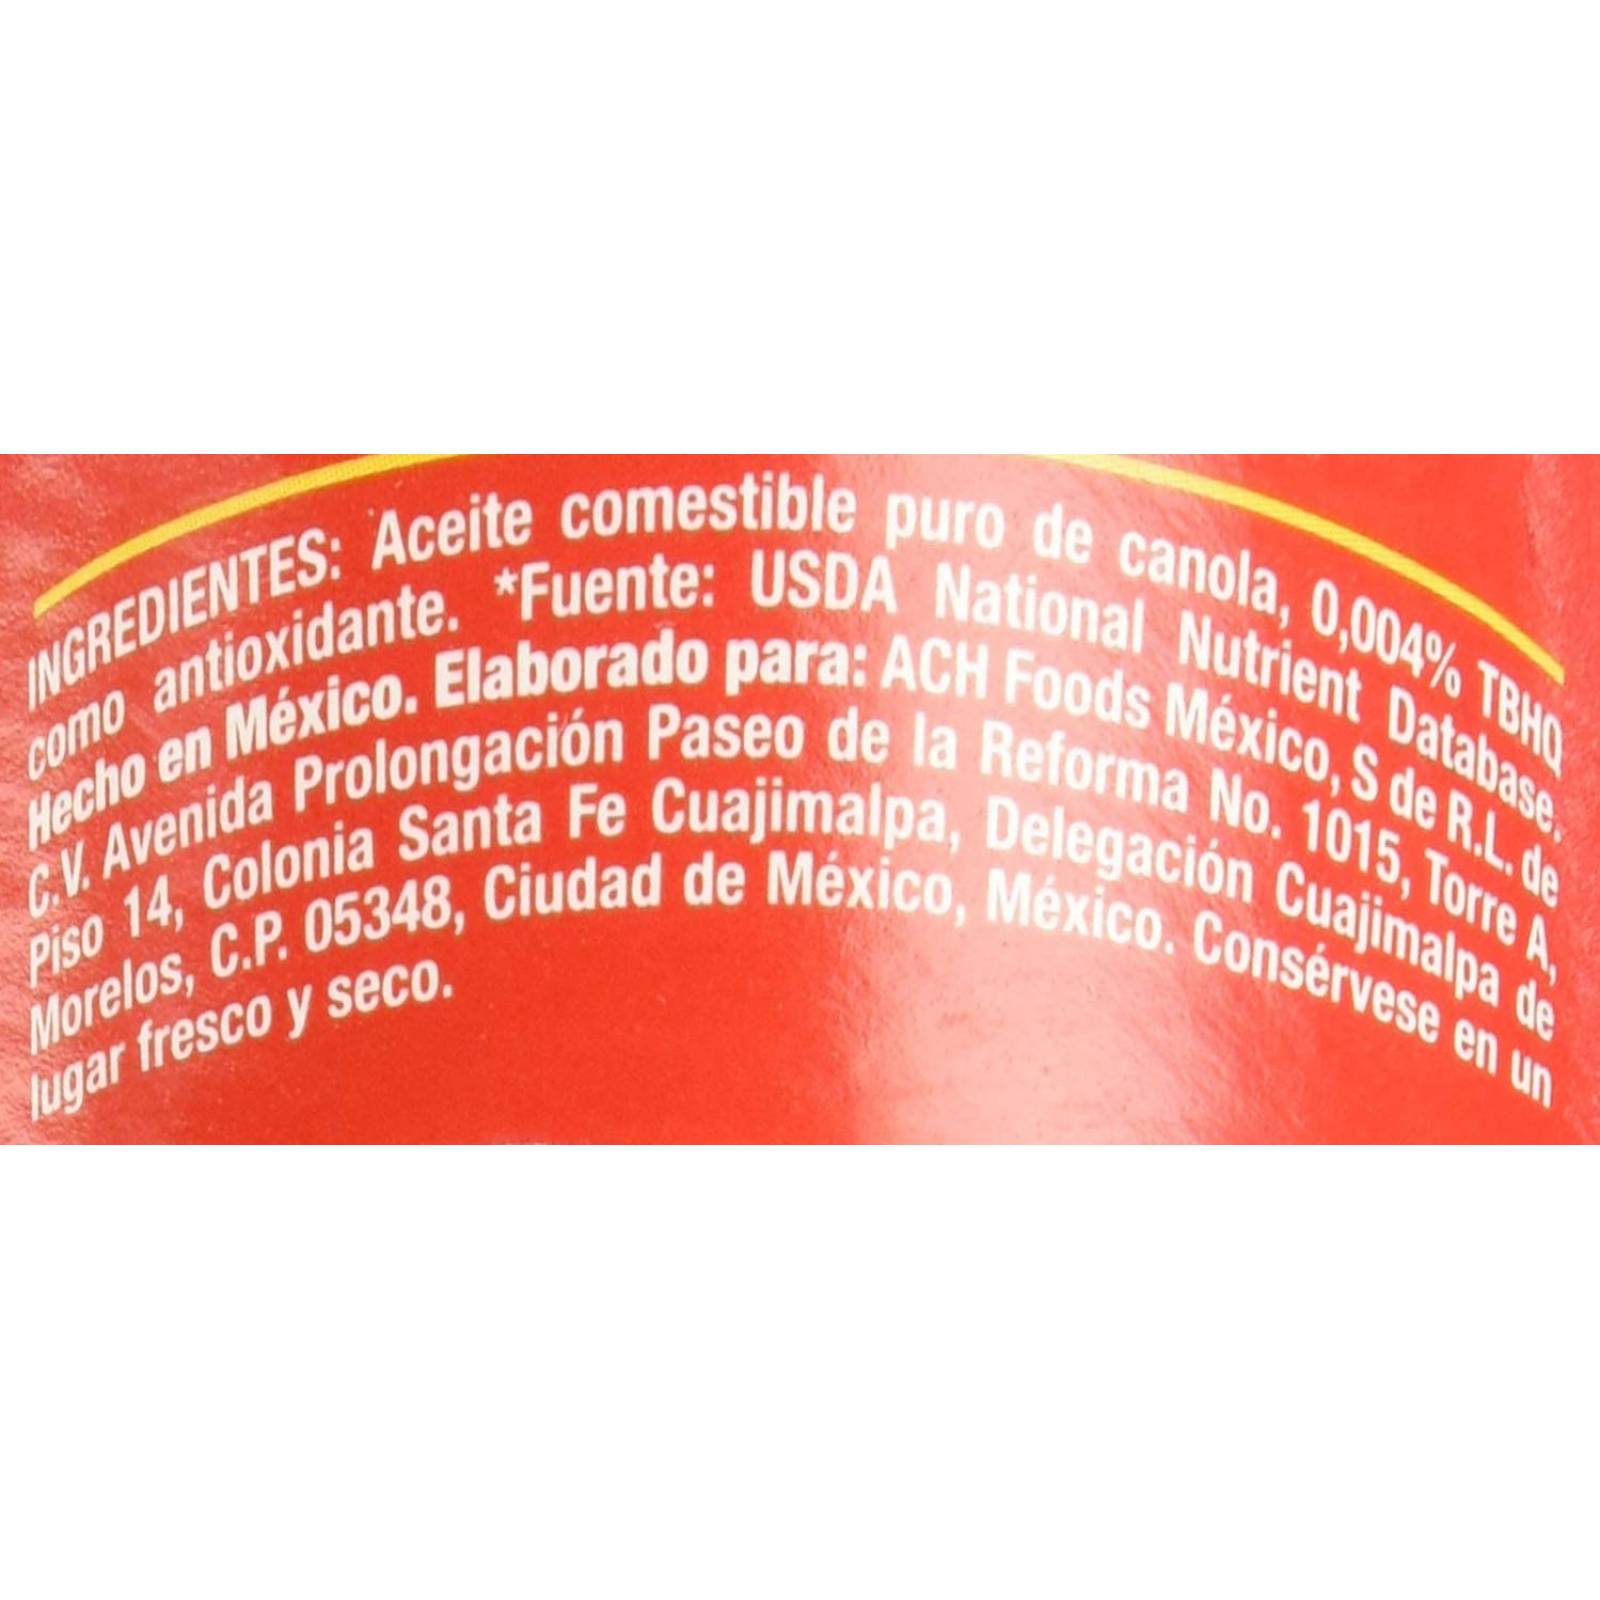 INGREDIENTES: Aceite comestible puro de canola, 0,004% TBHQ
como antioxidante. *Fuente: USDA National Nutrient Database.
Hecho en México. Elaborado para: ACH Foods México, S de R.L. de
C.V. Avenida Prolongación Paseo de la Reforma No. 1015, Torre A,
Piso 14, Colonia Santa Fe Cuajimalpa, Delegación Cuajimalpa de
Morelos, C.P. 05348, Ciudad de México, México. Consérvese en un
lugar fresco y seco.